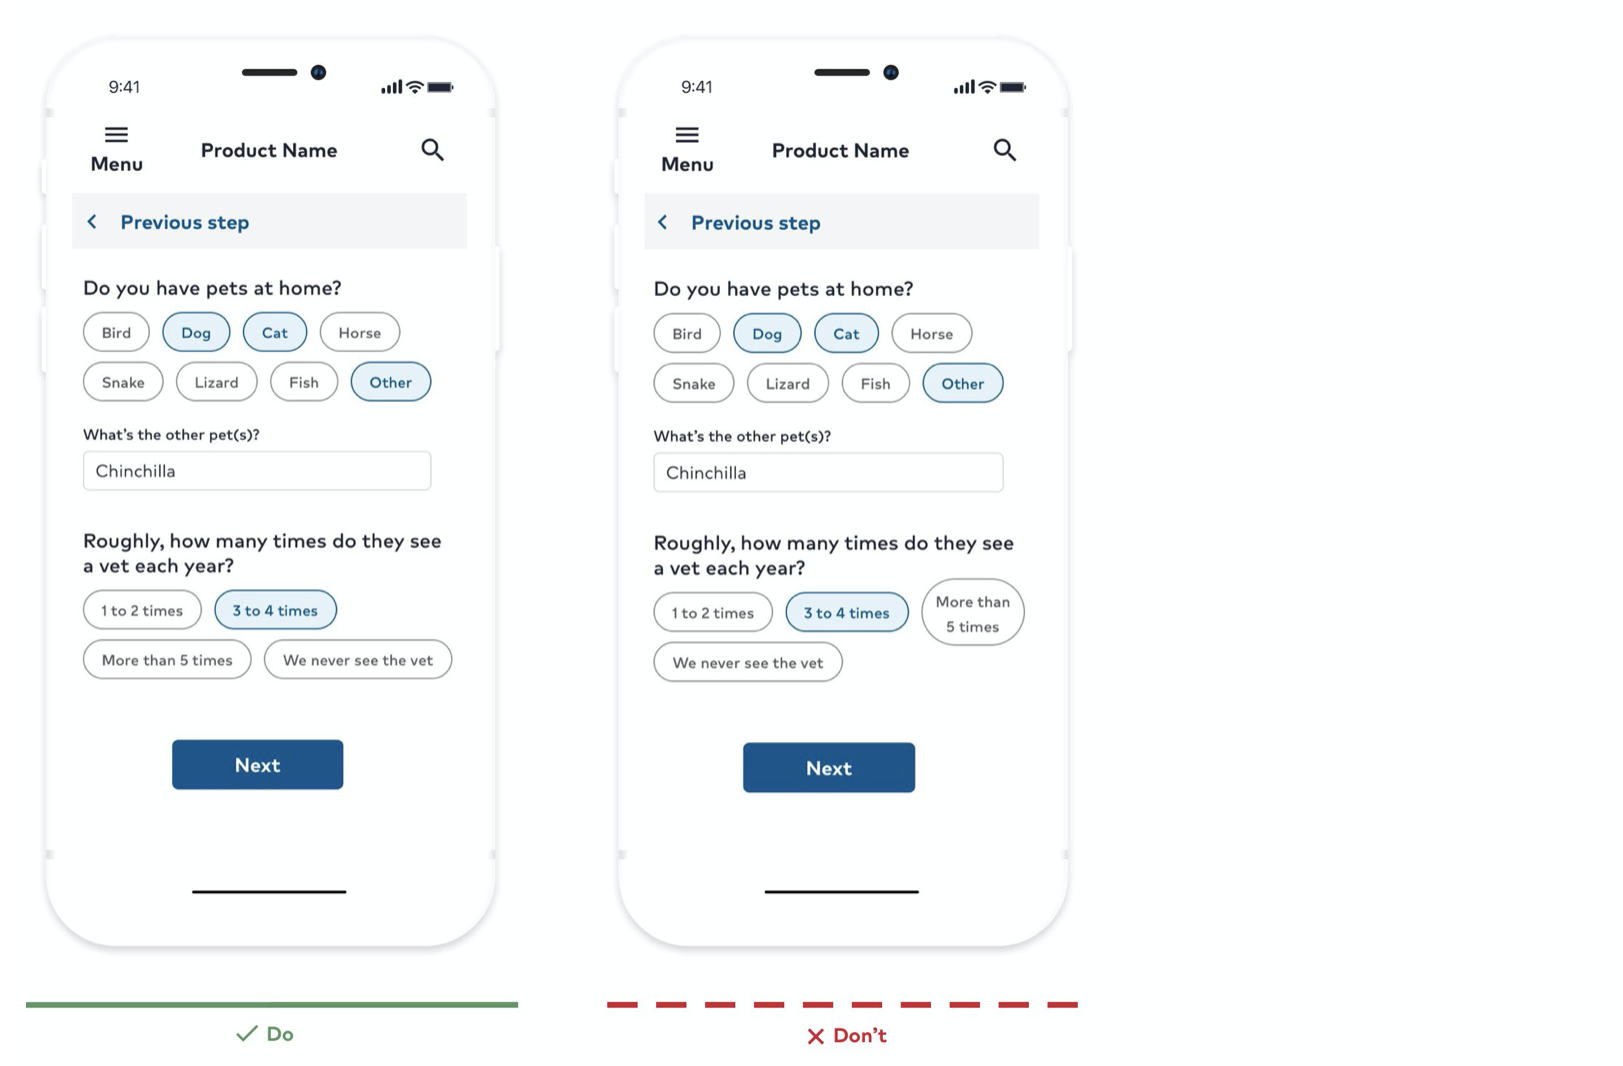 9:41
Menu
Product Name
Previous step
Do you have pets at home?
Bird Dog Cat Horse
Snake Lizard Fish Other
What's the other pet(s)?
Chinchilla
Roughly, how many times do they see
a vet each year?
1 to 2 times 3 to 4 times
More than 5 times We never see the vet
Next
Do
9:41
Menu
Product Name
Previous step
Do you have pets at home?
Bird Dog Cat Horse
Snake Lizard Fish Other
What's the other pet(s)?
Chinchilla
Roughly, how many times do they see
a vet each year?
1 to 2 times 3 to 4 times
More than
5 times
We never see the vet
Next
Don't